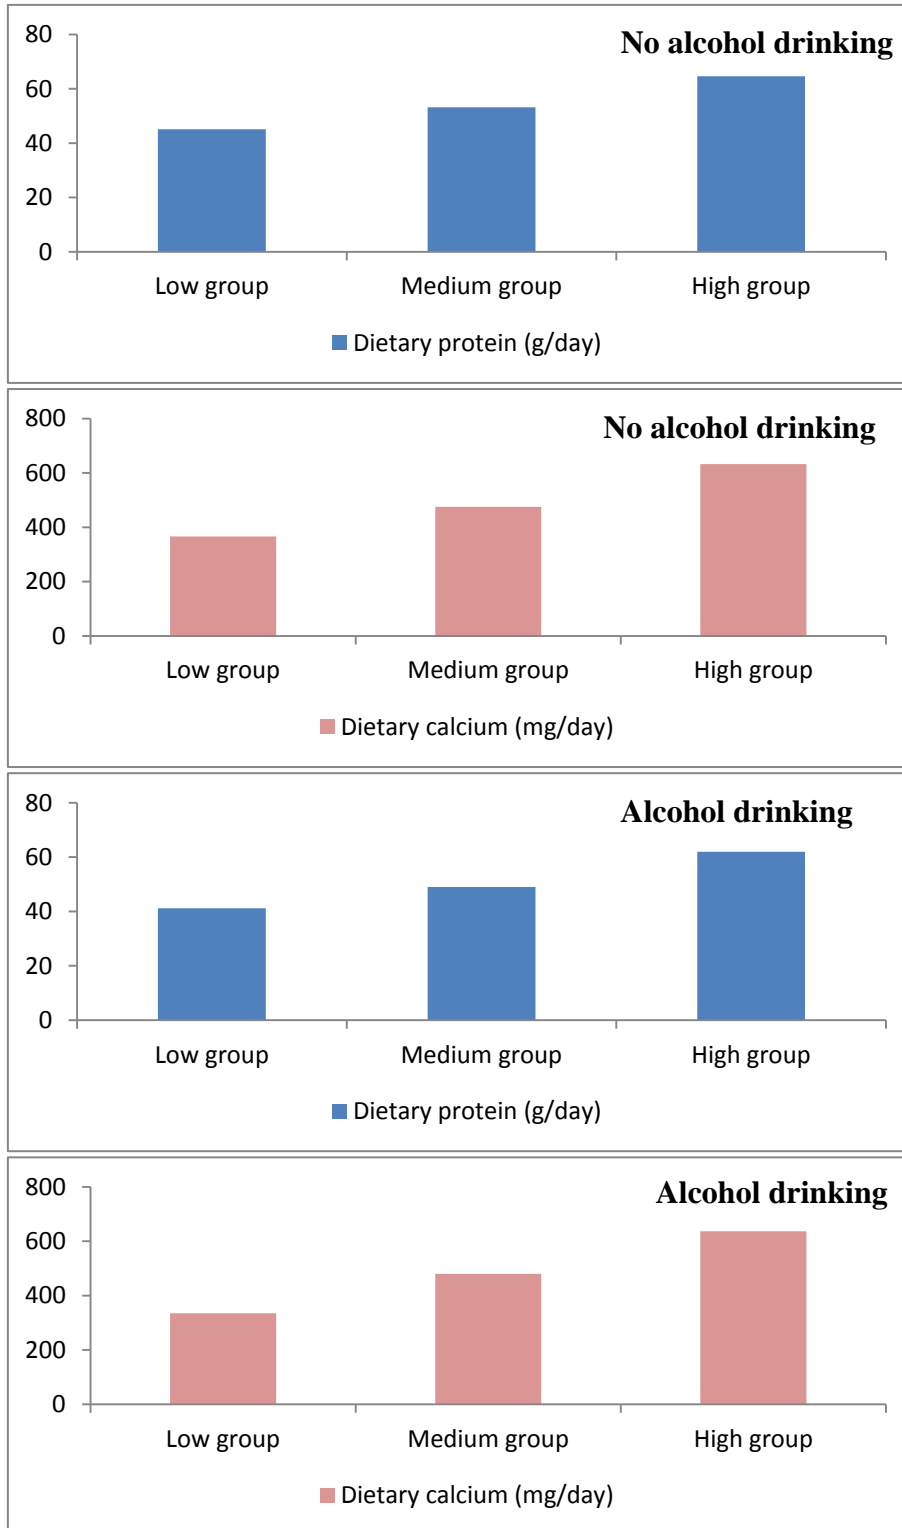 No alcohol drinking
80
60
40
20
0
Low group Medium group High group
Dietary protein (g/day)
No alcohol drinking
800
600
400
200
0
Low group Medium group High group
Dietary calcium (mg/day)
Alcohol drinking
80
60
40
20
0
Low group Medium group High group
Dietary protein (g/day)
Alcohol drinking
800
600
400
200
0
Low group Medium group High group
Dietary calcium (mg/day)